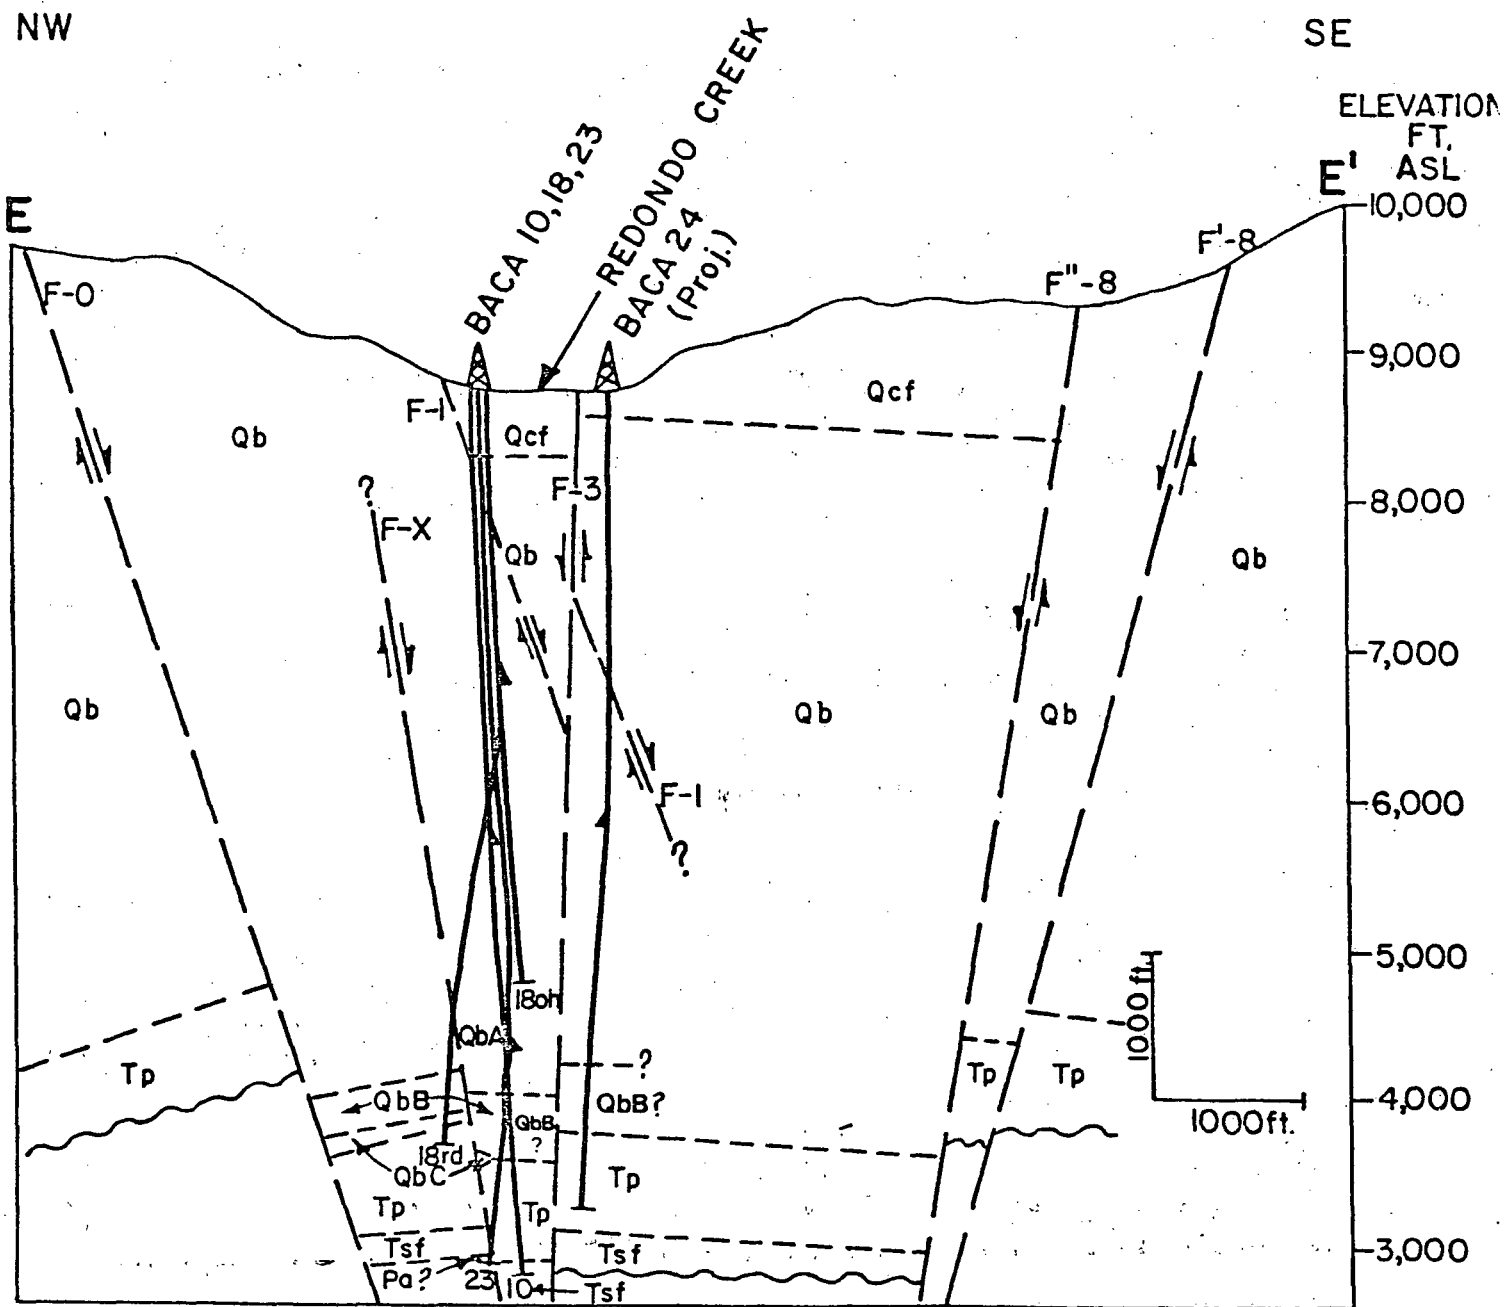 NW
SE
ELEVATION
FT.
ASL
E
E'
BACA 10,18,23
REDONDO CREEK
BACA 24
(Proj.)
10,000
F'-8
F"-8
F-O
9,000
Qcf
F-1
Qb
Qcf
?
F-3
8,000
F-X
Qb
Qb
7,000
Qb
Qb
Qb
F-1
6,000
?
5,000
18oh
1000 ft.
QbA
?
Tp
Tp
Tp
QbB
QbB?
4,000
1000ft.
QbB
?
18rd
QbC
Tp
Tp
Tp
Tsf
Tsf
3,000
Pa?
23
10
Tsf